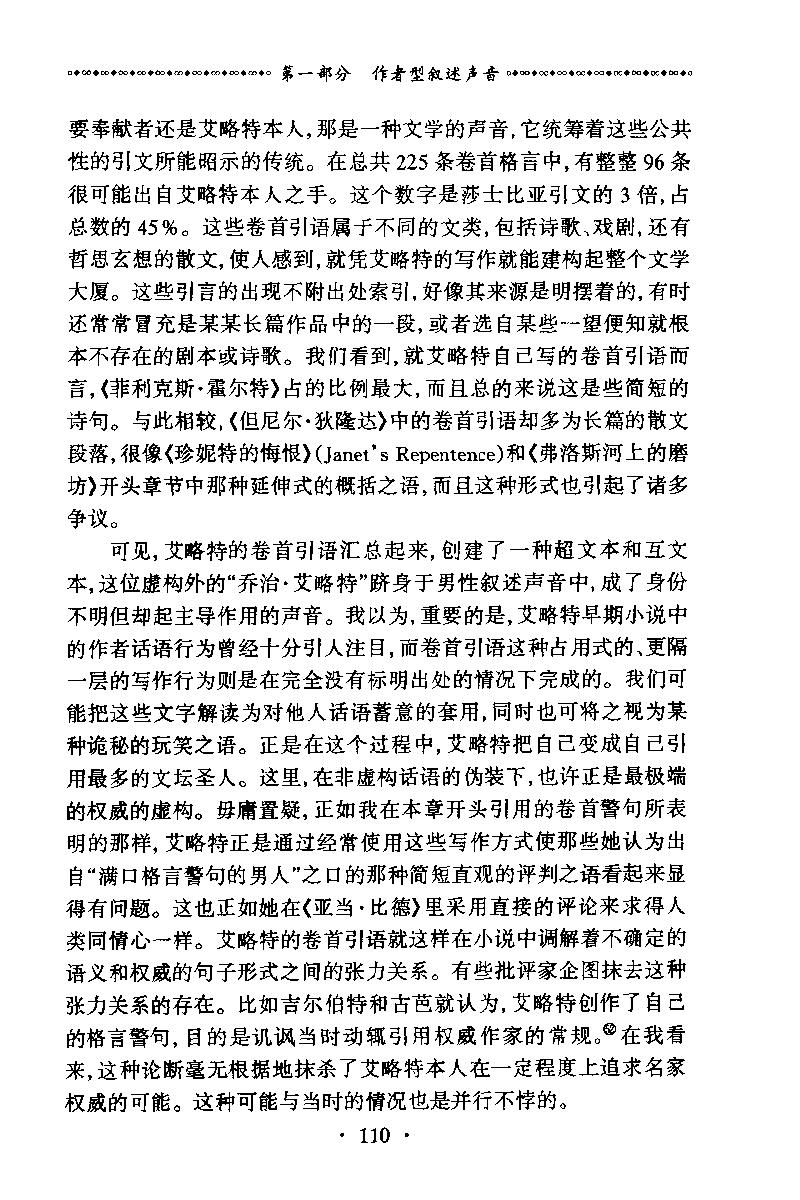 第一部分 作者型叙述声音
要奉献者还是艾略特本人,那是一种文学的声音,它统筹着这些公共
性的引文所能昭示的传统。在总共 225 条卷首格言中,有整整 96 条
很可能出自艾略特本人之手。这个数字是莎士比亚引文的 3 倍,占
总数的 45%。这些卷首引语属于不同的文类,包括诗歌、戏剧,还有
哲思玄想的散文,使人感到,就凭艾略特的写作就能建构起整个文学
大厦。这些引言的出现不附出处索引,好像其来源是明摆着的,有时
还常常冒充是某某长篇作品中的一段,或者选自某些一望便知就根
本不存在的剧本或诗歌。我们看到,就艾略特自己写的卷首引语而
言,《菲利克斯·霍尔特》占的比例最大,而且总的来说这是些简短的
诗句。与此相较,《但尼尔·狄隆达》中的卷首引语却多为长篇的散文
段落,很像《珍妮特的悔恨》(Janet's Repentence)和《弗洛斯河上的磨
坊》开头章节中那种延伸式的概括之语,而且这种形式也引起了诸多
争议。
可见,艾略特的卷首引语汇总起来,创建了一种超文本和互文
本,这位虚构外的“乔治·艾略特”跻身于男性叙述声音中,成了身份
不明但却起主导作用的声音。我以为,重要的是,艾略特早期小说中
的作者话语行为曾经十分引人注目,而卷首引语这种占用式的、更隔
一层的写作行为则是在完全没有标明出处的情况下完成的。我们可
能把这些文字解读为对他人话语蓄意的套用,同时也可将之视为某
种诡秘的玩笑之语。正是在这个过程中,艾略特把自己变成自己引
用最多的文坛圣人。这里,在非虚构话语的伪装下,也许正是最极端
的权威的虚构。毋庸置疑,正如我在本章开头引用的卷首警句所表
明的那样,艾略特正是通过经常使用这些写作方式使那些她认为出
自“满口格言警句的男人”之口的那种简短直观的评判之语看起来显
得有问题。这也正如她在《亚当·比德》里采用直接的评论来求得人
类同情心一样。艾略特的卷首引语就这样在小说中调解着不确定的
语义和权威的句子形式之间的张力关系。有些批评家企图抹去这种
张力关系的存在。比如吉尔伯特和古芭就认为,艾略特创作了自己
的格言警句,目的是讥讽当时动辄引用权威作家的常规。在我看
来,这种论断毫无根据地抹杀了艾略特本人在一定程度上追求名家
权威的可能。这种可能与当时的情况也是并行不悖的。
· 110 ·